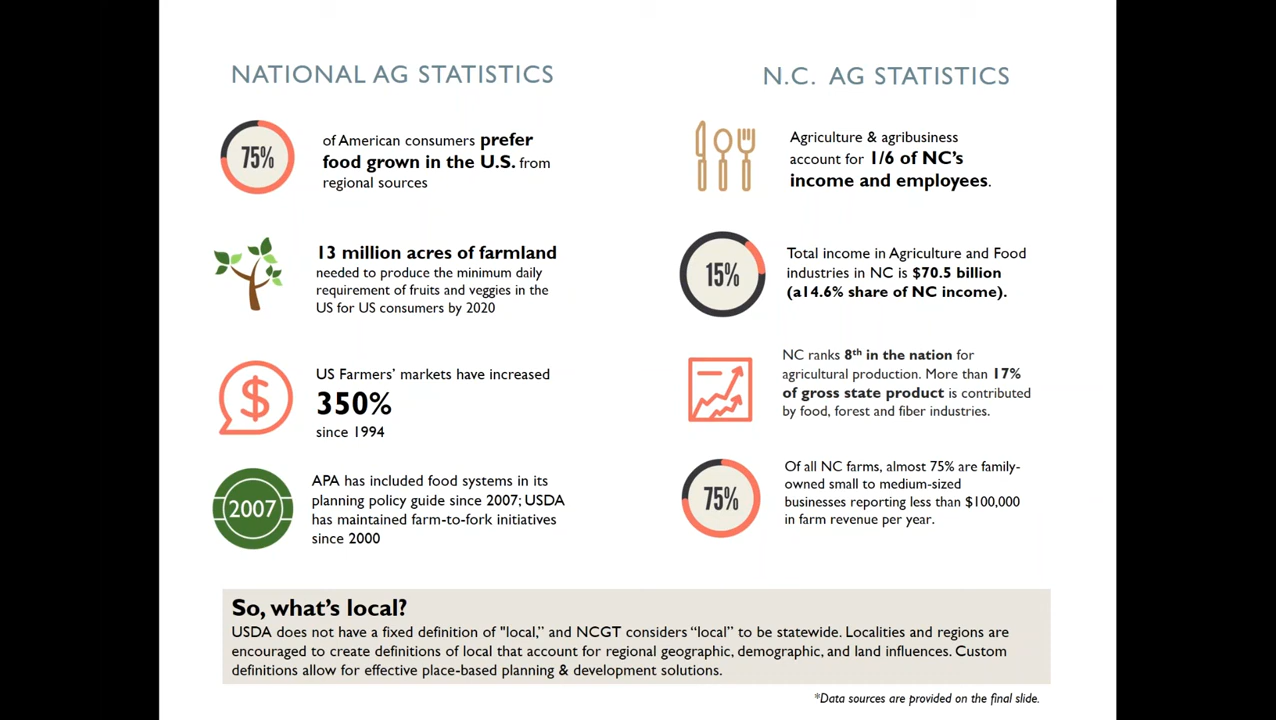 NATIONAL AG STATISTICS
75%
of American consumers prefer
food grown in the U.S. from
regional sources
13 million acres of farmland
needed to produce the minimum daily
requirement of fruits and veggies in the
US for US consumers by 2020
$
US Farmers’ markets have increased
350%
since 1994
2007
APA has included food systems in its
planning policy guide since 2007; USDA
has maintained farm-to-fork initiatives
since 2000
N.C. AG STATISTICS
Agriculture & agribusiness
account for 1/6 of NC’s
income and employees.
15%
Total income in Agriculture and Food
industries in NC is $70.5 billion
(a14.6% share of NC income).
NC ranks 8th in the nation for
agricultural production. More than 17%
of gross state product is contributed
by food, forest and fiber industries.
75%
Of all NC farms, almost 75% are family-
owned small to medium-sized
businesses reporting less than $100,000
in farm revenue per year.
So, what’s local?
USDA does not have a fixed definition of "local,” and NCGT considers “local” to be statewide. Localities and regions are
encouraged to create definitions of local that account for regional geographic, demographic, and land influences. Custom
definitions allow for effective place-based planning & development solutions.
*Data sources are provided on the final slide.